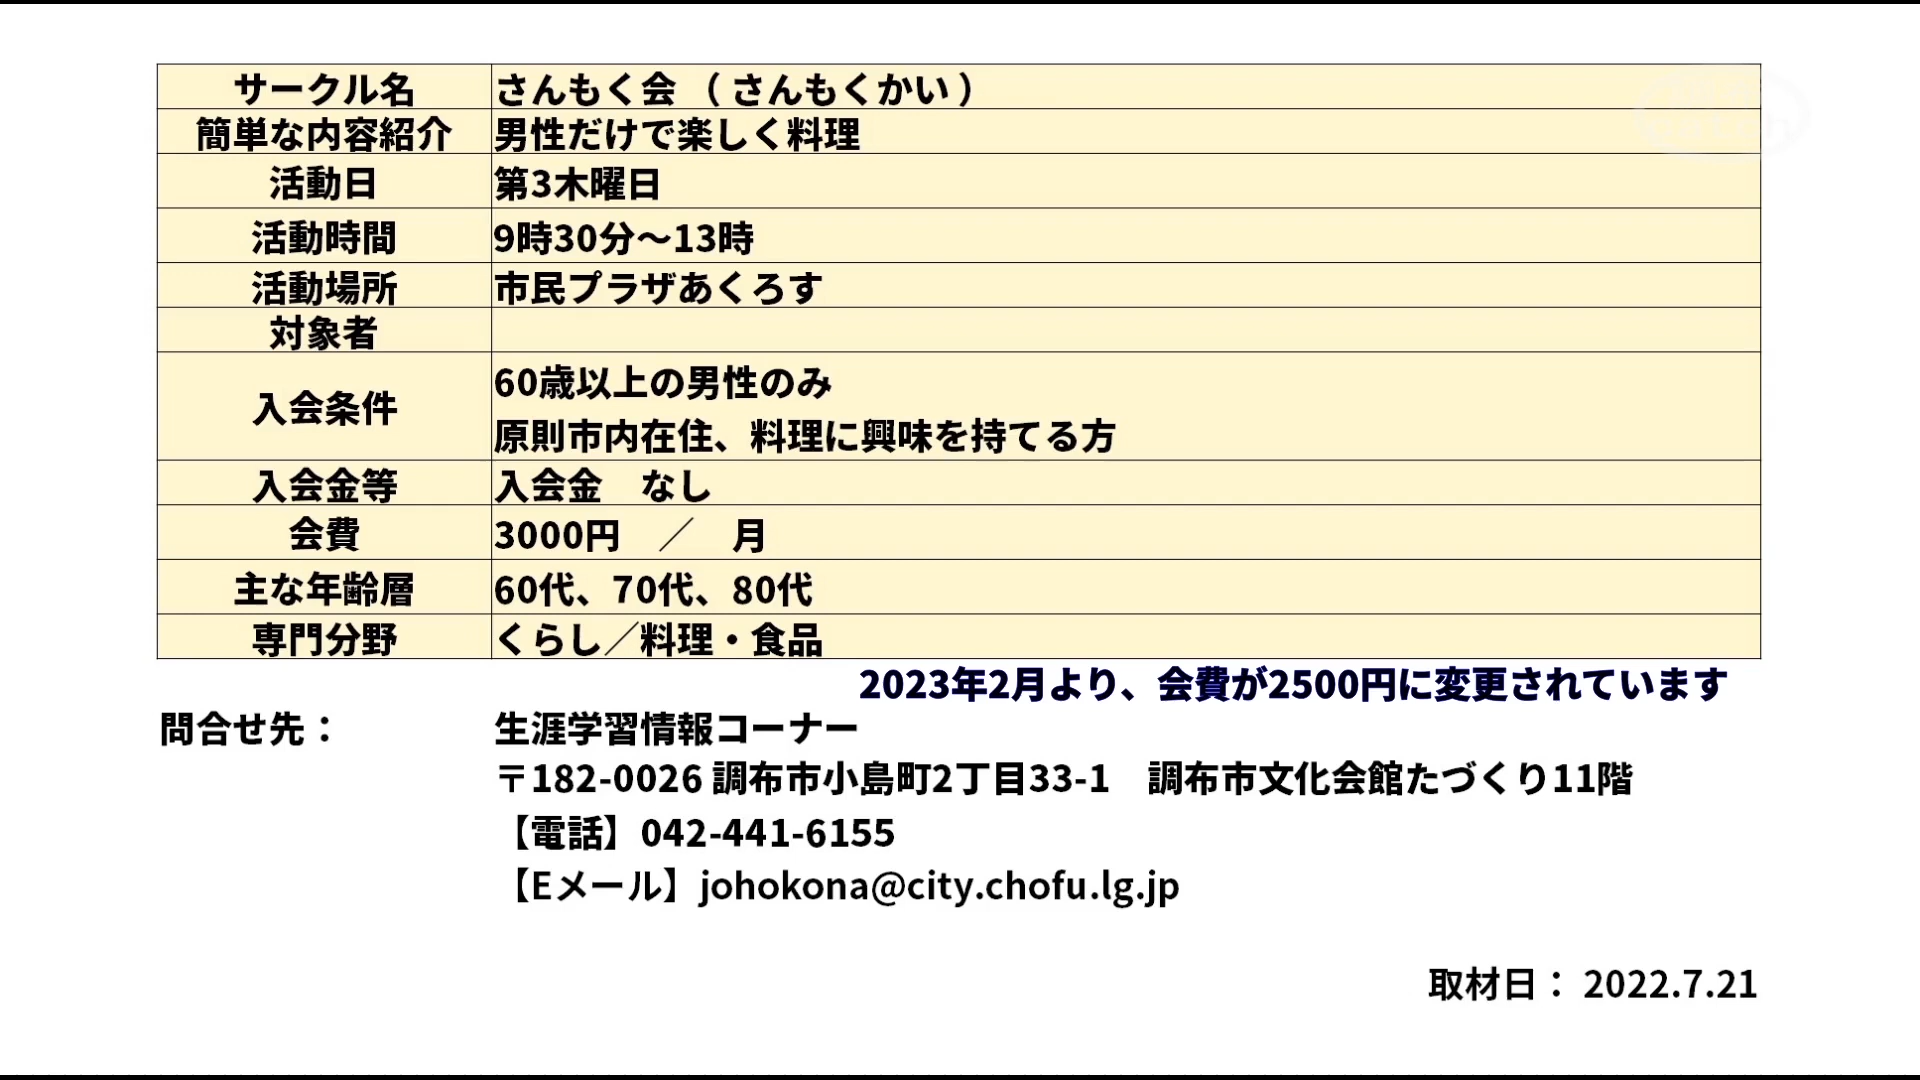 サークル名 さんもく会 （ さんもくかい ）
簡単な内容紹介 男性だけで楽しく料理
活動日 第3木曜日
活動時間 9時30分～13時
活動場所 市民プラザあくろす
対象者
入会条件 60歳以上の男性のみ
原則市内在住、料理に興味を持てる方
入会金等 入会金　なし
会費 3000円　／　月
主な年齢層 60代、70代、80代
専門分野 くらし／料理・食品
2023年2月より、会費が2500円に変更されています
問合せ先： 生涯学習情報コーナー
〒182-0026 調布市小島町2丁目33-1　調布市文化会館たづくり11階
【電話】042-441-6155
【Eメール】johokona@city.chofu.lg.jp
取材日： 2022.7.21